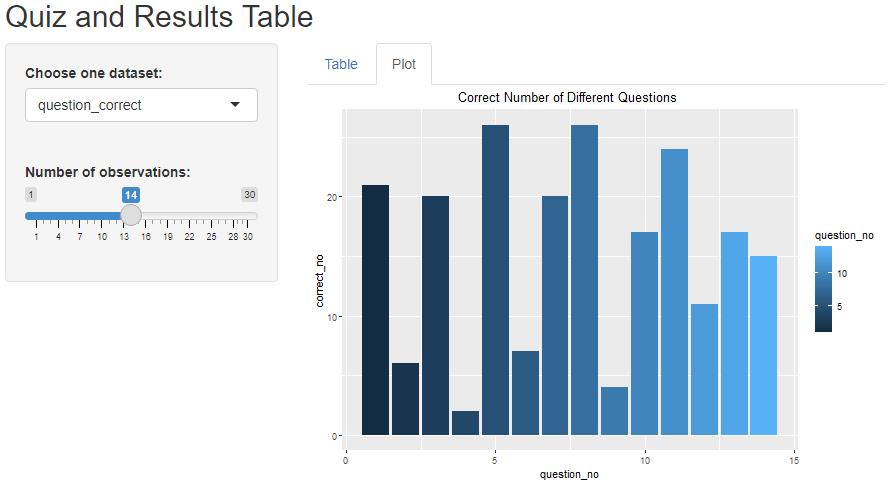 Quiz and Results Table
Choose one dataset:
question_correct
Number of observations:
1 14 30
1 4 7 10 13 16 19 22 25 28 30
Table Plot
Correct Number of Different Questions
correct_no
20
10
0
0 5 10 15
question_no
question_no
10
5